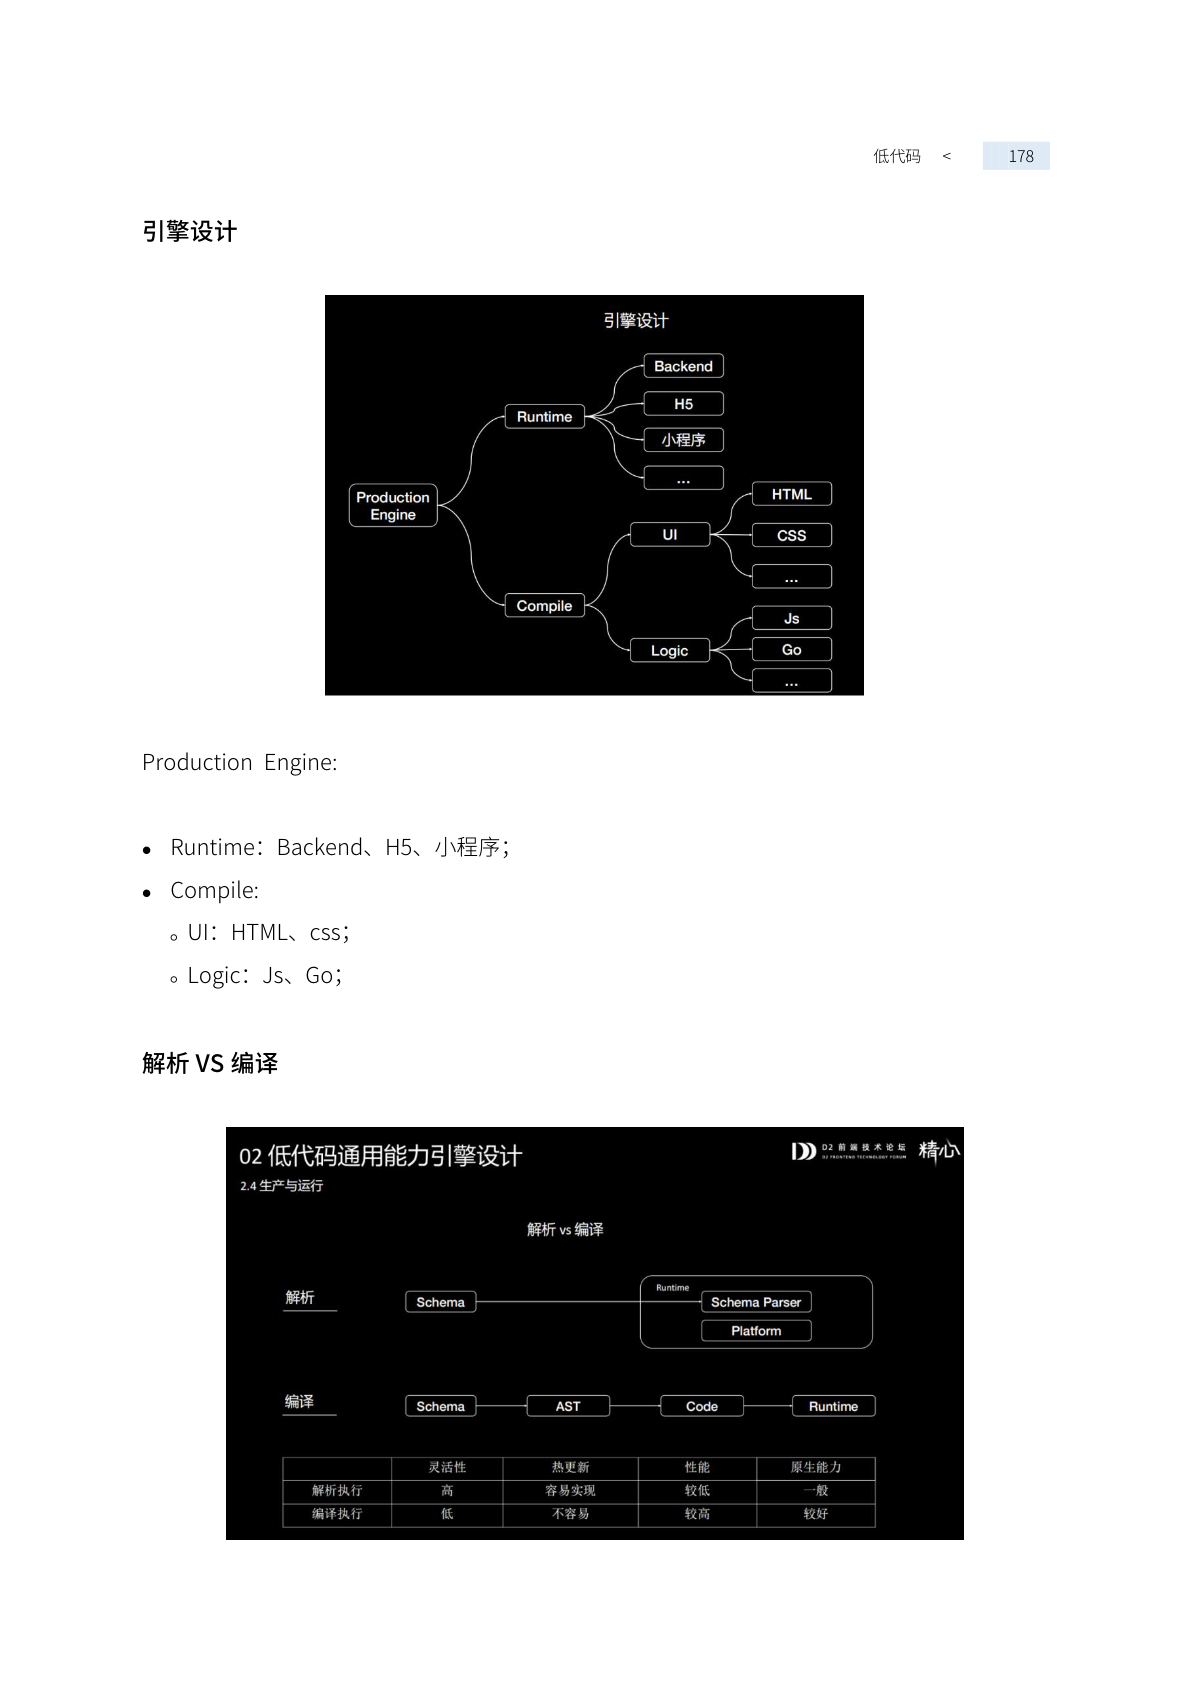 低代码 < 178
引擎设计
引擎设计
Backend
Runtime
H5
小程序
...
Production
Engine
HTML
UI
CSS
...
Compile
Js
Logic
Go
...
Production Engine:
● Runtime：Backend、H5、小程序；
● Compile:
○ UI：HTML、css；
○ Logic：Js、Go；
解析 VS 编译
02 低代码通用能力引擎设计
D2 前端技术论坛
D2 FRONTEND TECHNOLOGY FORUM
精心
2.4 生产与运行
解析 vs 编译
解析
Schema
Runtime
Schema Parser
Platform
编译
Schema
AST
Code
Runtime
灵活性 热更新 性能 原生能力
解析执行 高 容易实现 较低 一般
编译执行 低 不容易 较高 较好